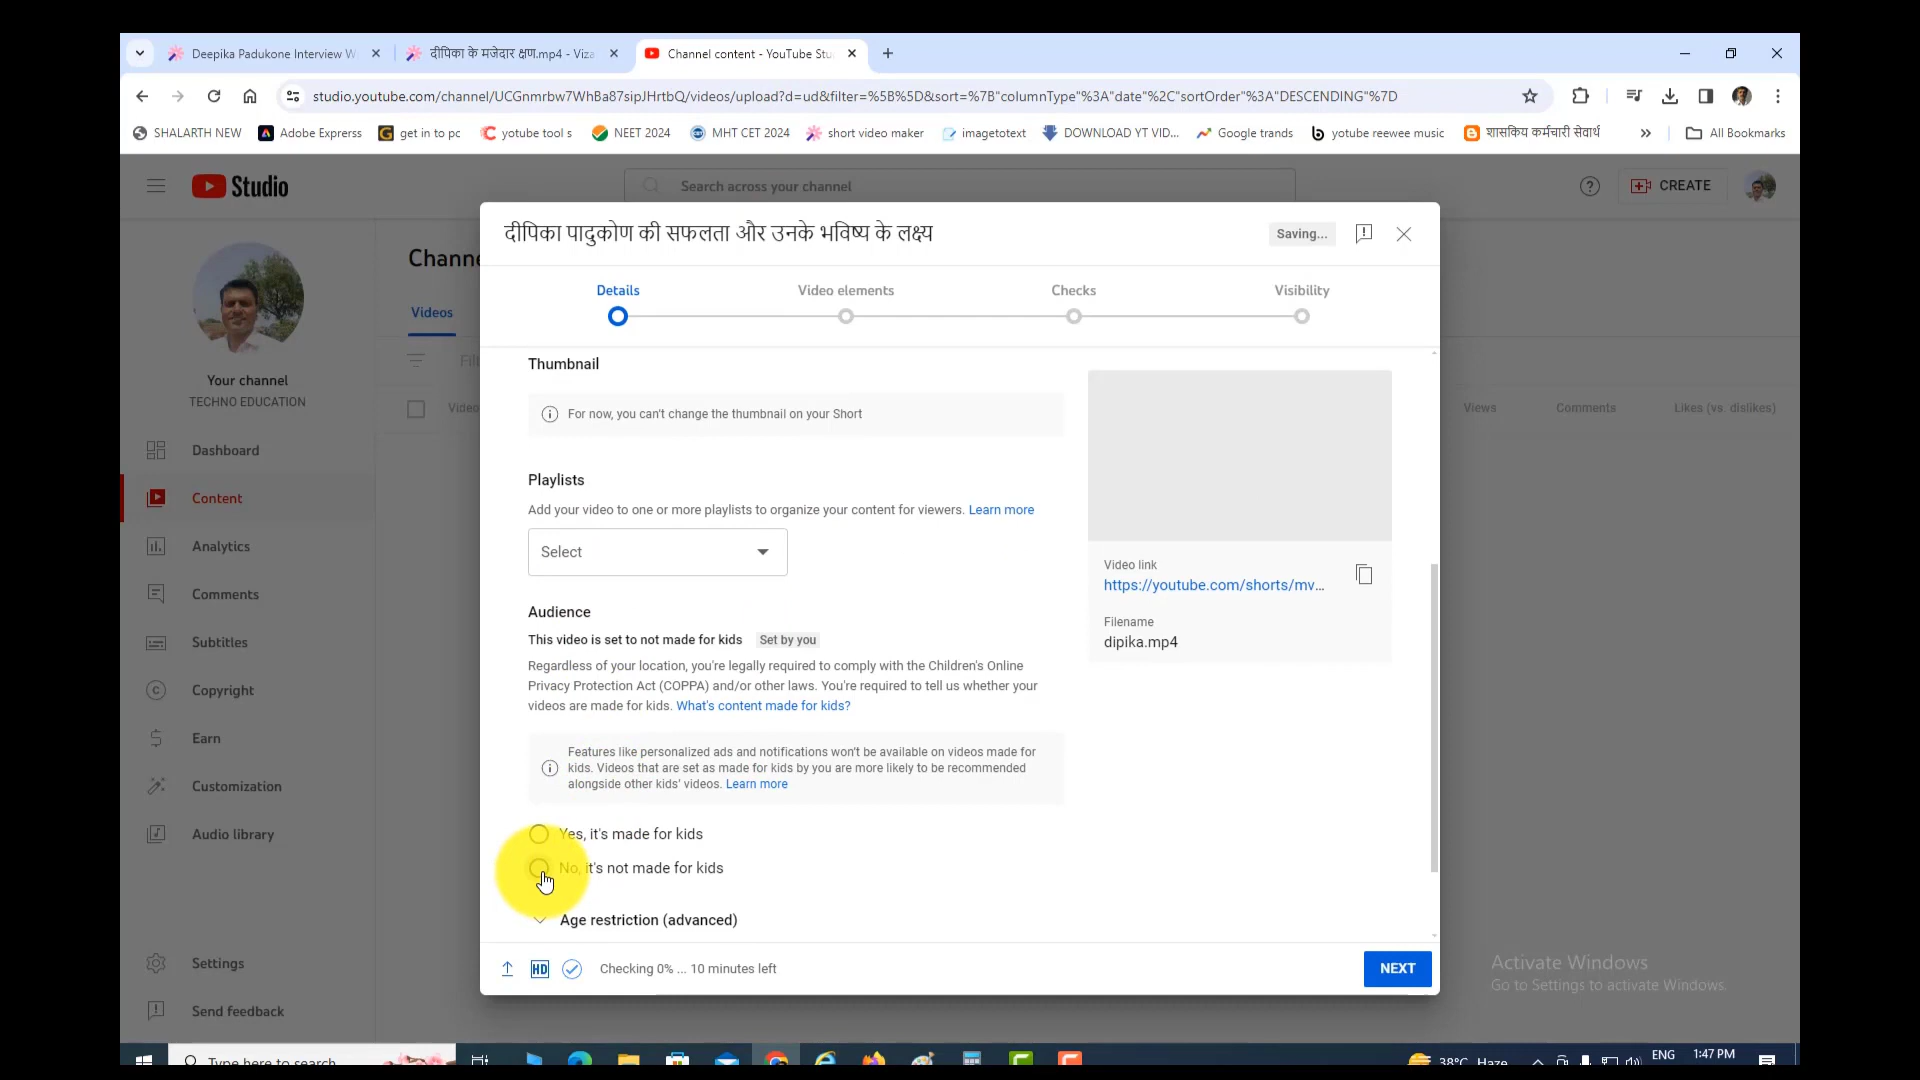 Deepika Padukone Interview W
दीपिका के मजेदार क्षण.mp4 - Viza
Channel content - YouTube Stu
studio.youtube.com/channel/UCGnmrbw7WhBa87sipJHrtbQ/videos/upload?d=ud&filter=%5B%5D&sort=%7B"columnType"%3A"date"%2C"sortOrder"%3A"DESCENDING"%7D
SHALARTH NEW
Adobe Exprerss
get in to pc
yotube tool s
NEET 2024
MHT CET 2024
short video maker
imagetotext
DOWNLOAD YT VID...
Google trands
yotube reewee music
शासकिय कर्मचारी सेवार्थ
»
All Bookmarks
Studio
Search across your channel
CREATE
Your channel
TECHNO EDUCATION
Dashboard
Content
Analytics
Comments
Subtitles
Copyright
Earn
Customization
Audio library
Settings
Send feedback
Channe
Videos
Video
Views
Comments
Likes (vs. dislikes)
दीपिका पादुकोण की सफलता और उनके भविष्य के लक्ष्य
Saving...
Details
Video elements
Checks
Visibility
Thumbnail
For now, you can't change the thumbnail on your Short
Playlists
Add your video to one or more playlists to organize your content for viewers. Learn more
Select
Audience
This video is set to not made for kids Set by you
Regardless of your location, you're legally required to comply with the Children's Online
Privacy Protection Act (COPPA) and/or other laws. You're required to tell us whether your
videos are made for kids. What's content made for kids?
Features like personalized ads and notifications won't be available on videos made for
kids. Videos that are set as made for kids by you are more likely to be recommended
alongside other kids' videos. Learn more
Yes, it's made for kids
No, it's not made for kids
Age restriction (advanced)
Video link
https://youtube.com/shorts/mv...
Filename
dipika.mp4
HD
Checking 0% ... 10 minutes left
NEXT
Activate Windows
Go to Settings to activate Windows.
Type here to search
38°C Haze
ENG
1:47 PM